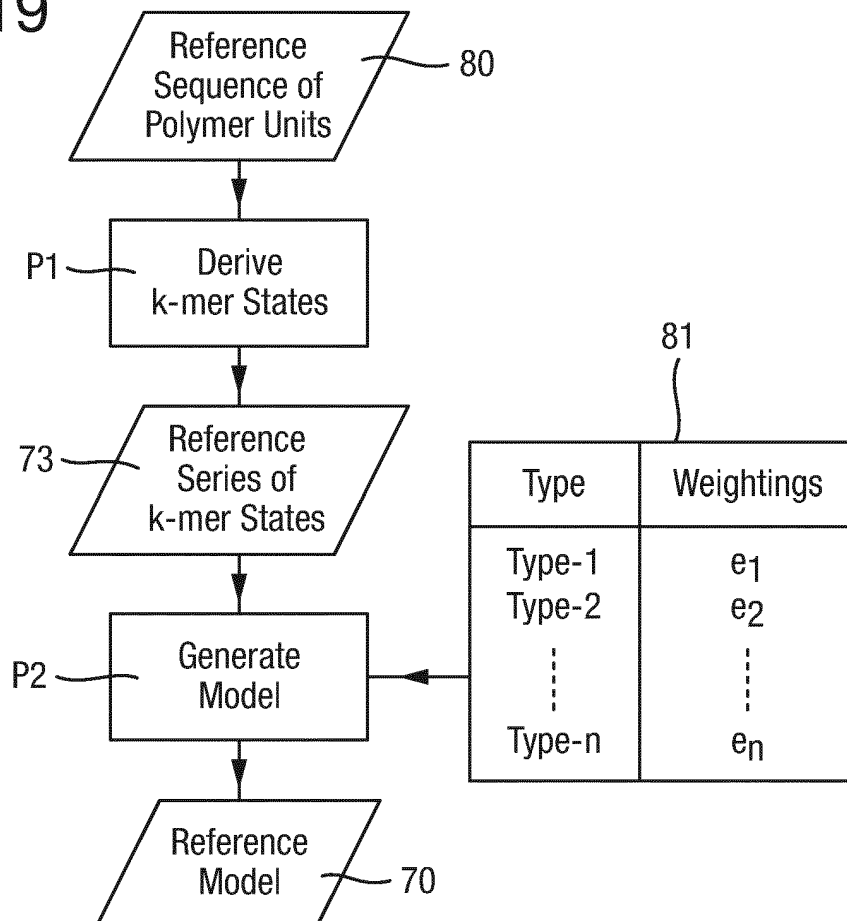 19
Reference
Sequence of
Polymer Units
80
P1
Derive
k-mer States
81
73
Reference
Series of
k-mer States
Type Weightings
Type-1 e1
Type-2 e2
Type-n en
P2
Generate
Model
Reference
Model
70